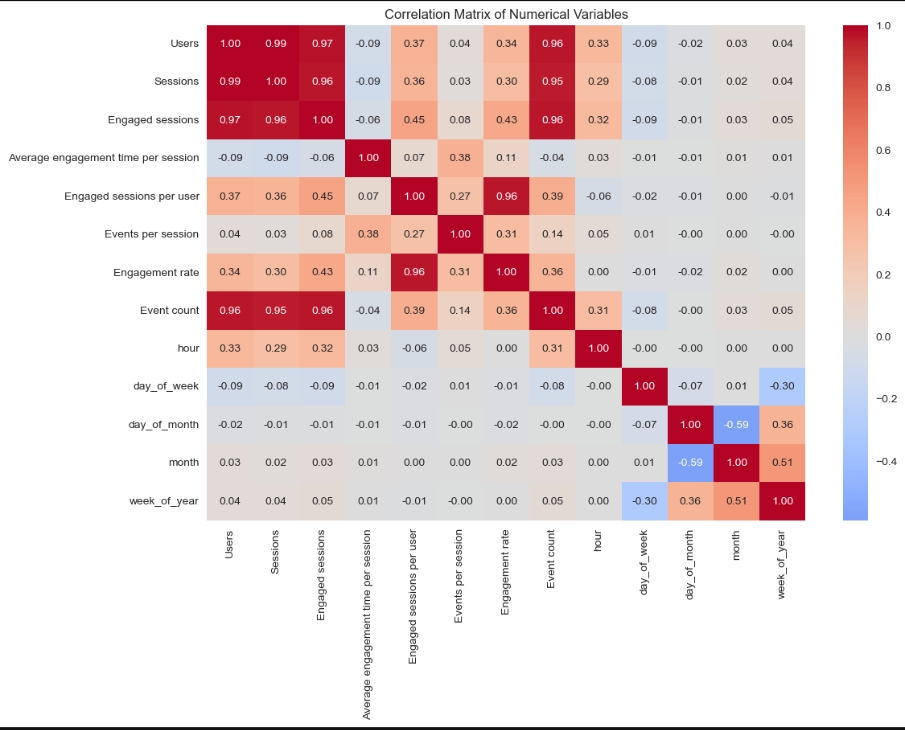 Correlation Matrix of Numerical Variables
Users 1.00 0.99 0.97 -0.09 0.37 0.04 0.34 0.96 0.33 -0.09 -0.02 0.03 0.04
Sessions 0.99 1.00 0.96 -0.09 0.36 0.03 0.30 0.95 0.29 -0.08 -0.01 0.02 0.04
Engaged sessions 0.97 0.96 1.00 -0.06 0.45 0.08 0.43 0.96 0.32 -0.09 -0.01 0.03 0.05
Average engagement time per session -0.09 -0.09 -0.06 1.00 0.07 0.38 0.11 -0.04 0.03 -0.01 -0.01 0.01 0.01
Engaged sessions per user 0.37 0.36 0.45 0.07 1.00 0.27 0.96 0.39 -0.06 -0.02 -0.01 0.00 -0.01
Events per session 0.04 0.03 0.08 0.38 0.27 1.00 0.31 0.14 0.05 0.01 -0.00 0.00 -0.00
Engagement rate 0.34 0.30 0.43 0.11 0.96 0.31 1.00 0.36 0.00 -0.01 -0.02 0.02 0.00
Event count 0.96 0.95 0.96 -0.04 0.39 0.14 0.36 1.00 0.31 -0.08 -0.00 0.03 0.05
hour 0.33 0.29 0.32 0.03 -0.06 0.05 0.00 0.31 1.00 -0.00 -0.00 0.00 0.00
day_of_week -0.09 -0.08 -0.09 -0.01 -0.02 0.01 -0.01 -0.08 -0.00 1.00 -0.07 0.01 -0.30
day_of_month -0.02 -0.01 -0.01 -0.01 -0.01 -0.00 -0.02 -0.00 -0.00 -0.07 1.00 -0.59 0.36
month 0.03 0.02 0.03 0.01 0.00 0.00 0.02 0.03 0.00 0.01 -0.59 1.00 0.51
week_of_year 0.04 0.04 0.05 0.01 -0.01 -0.00 0.00 0.05 0.00 -0.30 0.36 0.51 1.00
Users
Sessions
Engaged sessions
Average engagement time per session
Engaged sessions per user
Events per session
Engagement rate
Event count
hour
day_of_week
day_of_month
month
week_of_year
1.0
0.8
0.6
0.4
0.2
0.0
−0.2
−0.4